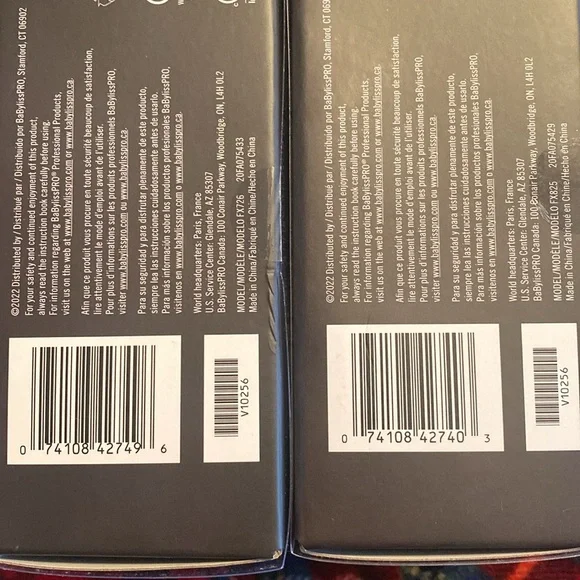 ©2022 Distributed by / Distribué par / Distribuido por BaBylissPRO, Stamford, CT 06902
For your safety and continued enjoyment of this product,
always read the instruction book carefully before using.
For information regarding BaBylissPRO® Professional Products,
visit us on the web at www.babylisspro.com or www.babylisspro.ca.
Afin que ce produit vous procure en toute sécurité beaucoup de satisfaction,
lire attentivement le mode d'emploi avant de l'utiliser.
Pour plus d'informations sur les produits professionnels BaBylissPRO,
visiter www.babylisspro.com ou www.babylisspro.ca.
Para su seguridad y para disfrutar plenamente de este producto,
siempre lea las instrucciones cuidadosamente antes de usarlo.
Para más información sobre los productos profesionales BaBylissPRO,
visítenos en www.babylisspro.com o www.babylisspro.ca.
World headquarters: Paris, France
U.S. Service Center: Glendale, AZ 85307
BaBylissPRO Canada: 100 Conair Parkway, Woodbridge, ON, L4H 0L2
MODEL/MODÈLE/MODELO FX726 20FA075433
Made in China/Fabriqué en Chine/Hecho en China
0 74108 42749 6
V10256
©2022 Distributed by / Distribué par / Distribuido por BaBylissPRO, Stamford, CT 0690
For your safety and continued enjoyment of this product,
always read the instruction book carefully before using.
For information regarding BaBylissPRO® Professional Products,
visit us on the web at www.babylisspro.com or www.babylisspro.ca.
Afin que ce produit vous procure en toute sécurité beaucoup de satisfaction,
lire attentivement le mode d'emploi avant de l'utiliser.
Pour plus d'informations sur les produits professionnels BaBylissPRO,
visiter www.babylisspro.com ou www.babylisspro.ca.
Para su seguridad y para disfrutar plenamente de este producto,
siempre lea las instrucciones cuidadosamente antes de usarlo.
Para más información sobre los productos profesionales BaBylissPRO,
visítenos en www.babylisspro.com o www.babylisspro.ca.
World headquarters: Paris, France
U.S. Service Center: Glendale, AZ 85307
BaBylissPRO Canada: 100 Conair Parkway, Woodbridge, ON, L4H 0L2
MODEL/MODÈLE/MODELO FX825 20FA075429
Made in China/Fabriqué en Chine/Hecho en China
0 74108 42740 3
V10256